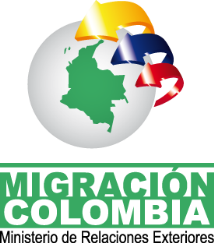 MIGRACIÓN
COLOMBIA
Ministerio de Relaciones Exteriores